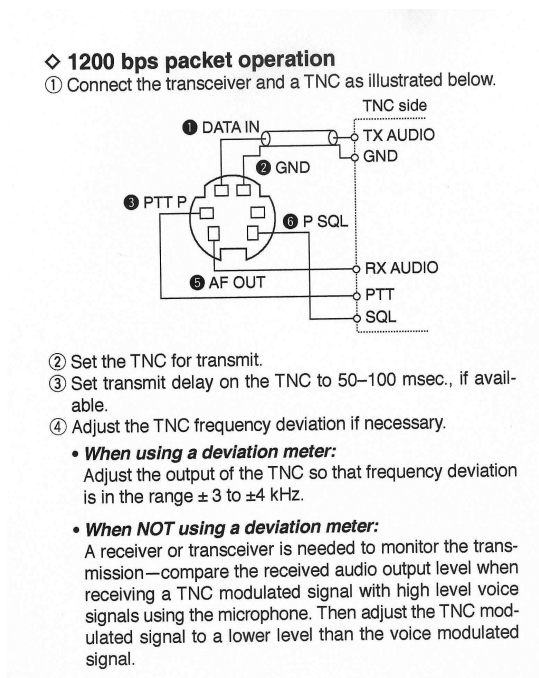 ◇ 1200 bps packet operation
① Connect the transceiver and a TNC as illustrated below.
TNC side
❶ DATA IN
TX AUDIO
GND
❷ GND
❸ PTT P
❻ P SQL
RX AUDIO
❺ AF OUT
PTT
SQL
② Set the TNC for transmit.
③ Set transmit delay on the TNC to 50–100 msec., if avail-
able.
④ Adjust the TNC frequency deviation if necessary.
• When using a deviation meter:
Adjust the output of the TNC so that frequency deviation
is in the range ± 3 to ±4 kHz.
• When NOT using a deviation meter:
A receiver or transceiver is needed to monitor the trans-
mission—compare the received audio output level when
receiving a TNC modulated signal with high level voice
signals using the microphone. Then adjust the TNC mod-
ulated signal to a lower level than the voice modulated
signal.